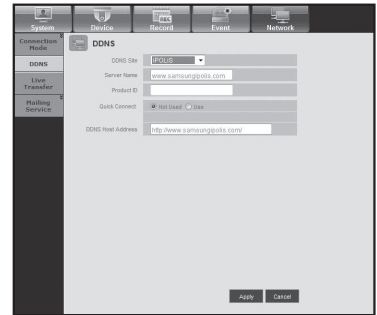 System Device Record Event Network
Connection Mode
DDNS
Live Transfer
Mailing Service
DDNS
DDNS Site iPOLiS
Server Name www.samsungipolis.com
Product ID
Quick Connect Not Used Use
DDNS Host Address http://www.samsungipolis.com/
Apply Cancel